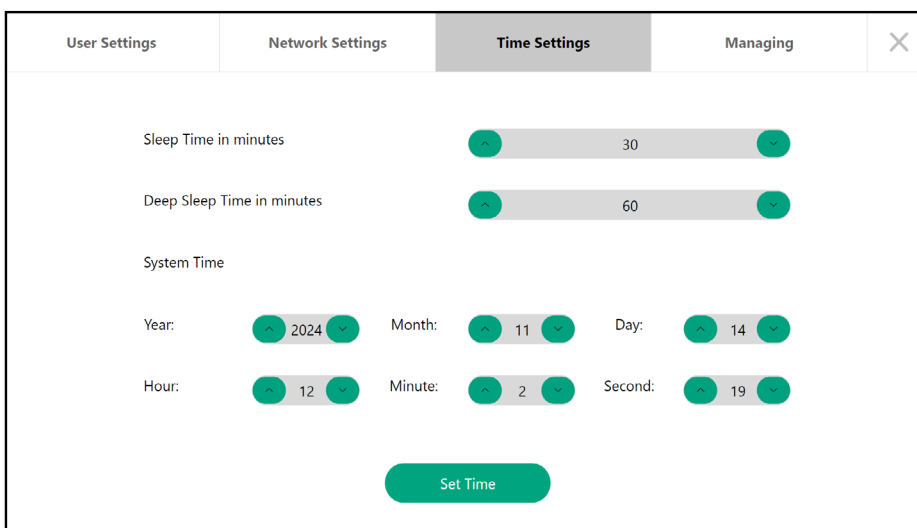 User Settings Network Settings Time Settings Managing
Sleep Time in minutes 30
Deep Sleep Time in minutes 60
System Time
Year: 2024 Month: 11 Day: 14
Hour: 12 Minute: 2 Second: 19
Set Time